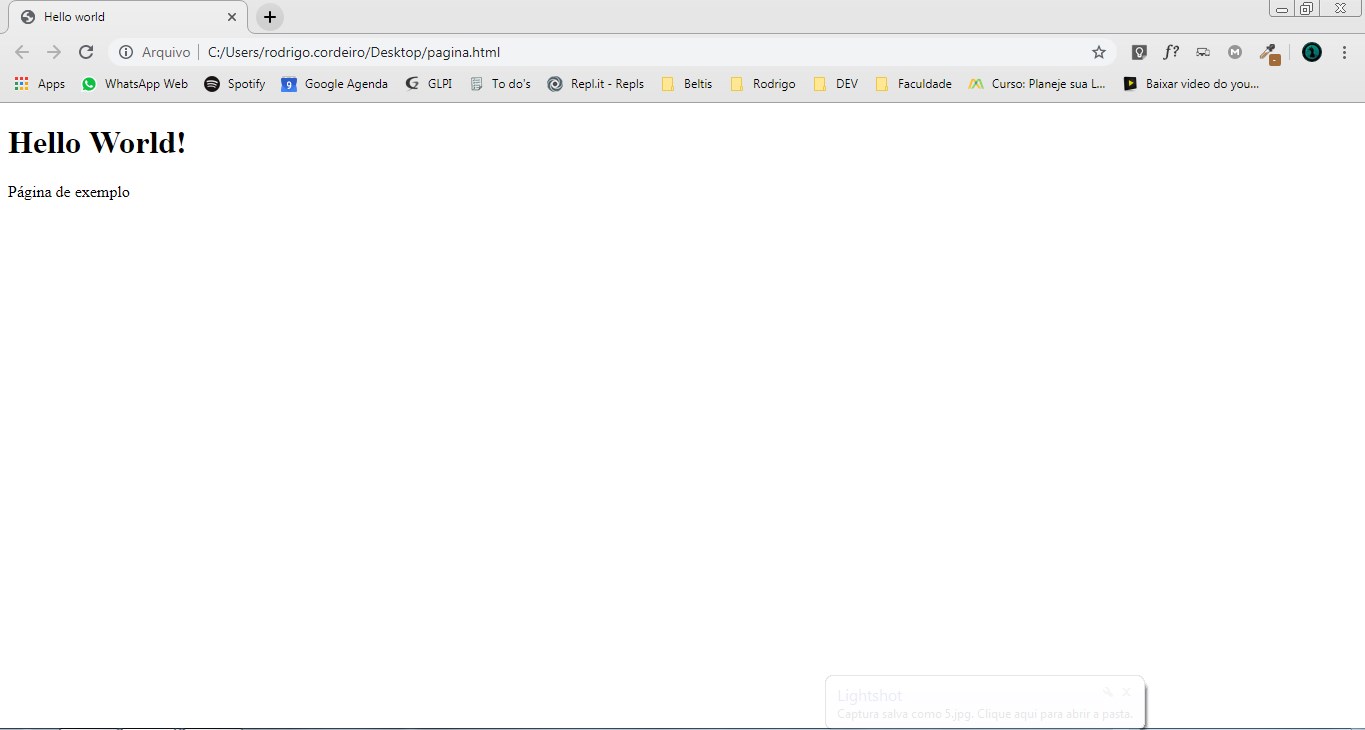 Hello world
Arquivo C:/Users/rodrigo.cordeiro/Desktop/pagina.html f?
Apps WhatsApp Web Spotify 9 Google Agenda GLPI To do's Repl.it - Repls Beltis Rodrigo DEV Faculdade Curso: Planeje sua L... Baixar video do you...
Hello World!
Página de exemplo
Lightshot
Captura salva como 5.jpg. Clique aqui para abrir a pasta.